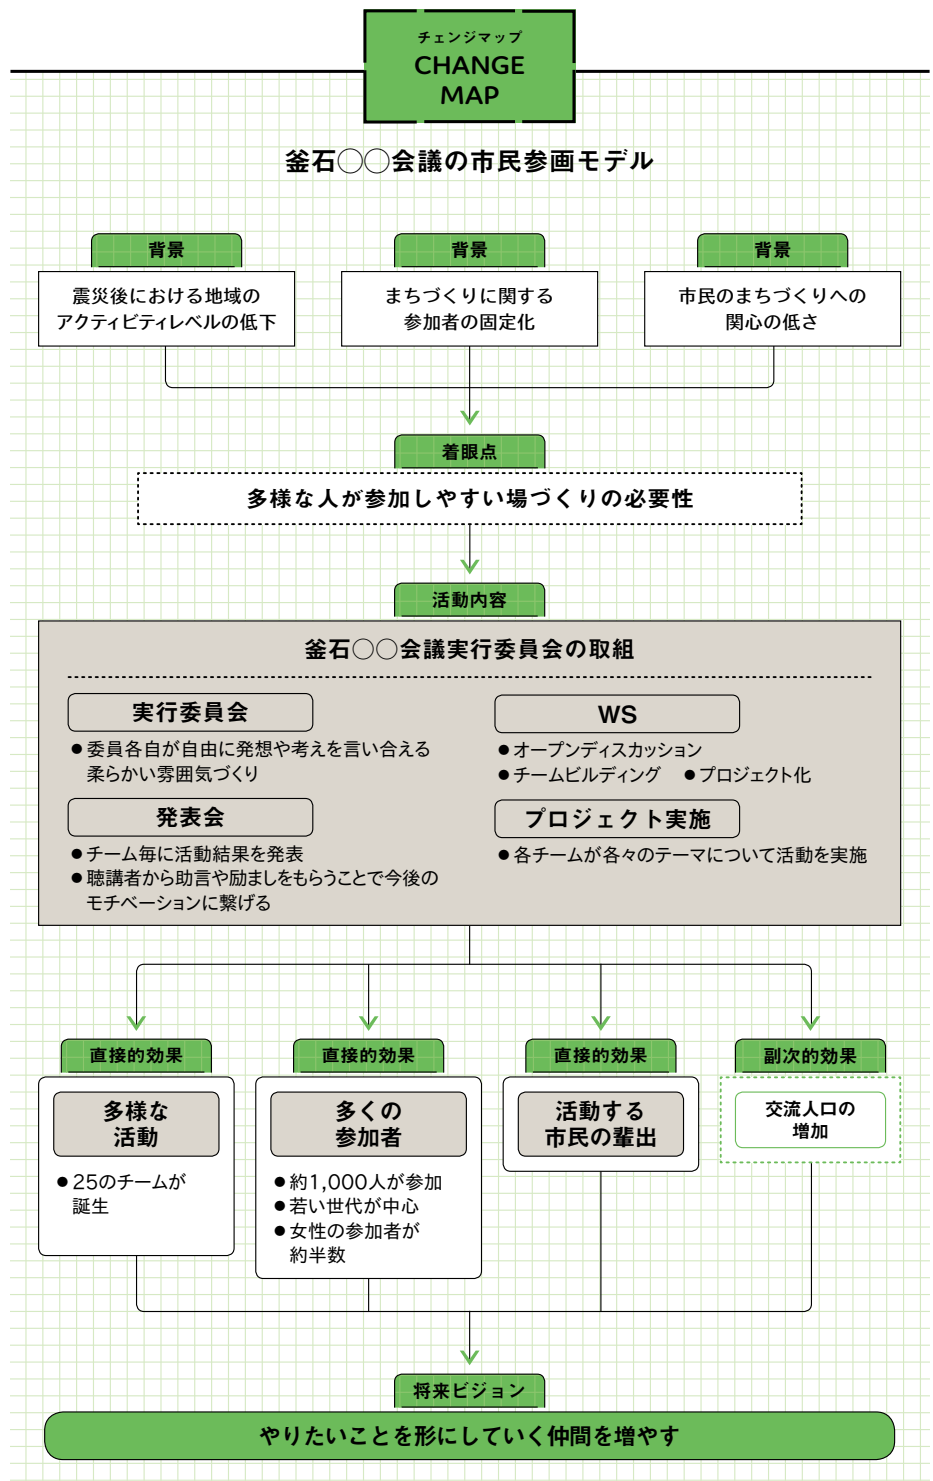 チェンジマップ
CHANGE
MAP
釜石◯◯会議の市民参画モデル
背景
震災後における地域の
アクティビティレベルの低下
背景
まちづくりに関する
参加者の固定化
背景
市民のまちづくりへの
関心の低さ
着眼点
多様な人が参加しやすい場づくりの必要性
活動内容
釜石◯◯会議実行委員会の取組
実行委員会
●委員各自が自由に発想や考えを言い合える
柔らかい雰囲気づくり
WS
●オープンディスカッション
●チームビルディング ●プロジェクト化
発表会
●チーム毎に活動結果を発表
●聴講者から助言や励ましをもらうことで今後の
モチベーションに繋げる
プロジェクト実施
●各チームが各々のテーマについて活動を実施
直接的効果
多様な
活動
●25のチームが
誕生
直接的効果
多くの
参加者
●約1,000人が参加
●若い世代が中心
●女性の参加者が
約半数
直接的効果
活動する
市民の輩出
副次的効果
交流人口の
増加
将来ビジョン
やりたいことを形にしていく仲間を増やす